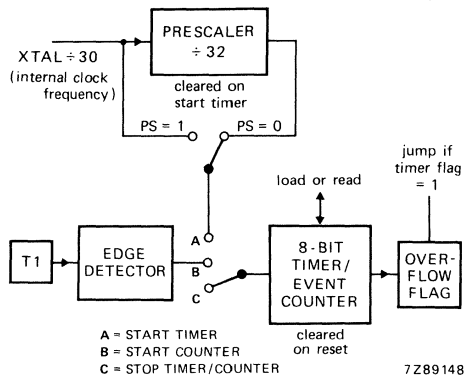 PRESCALER
÷ 32
XTAL ÷ 30
(internal clock
frequency)
cleared on
start timer
PS = 1
PS = 0
jump if
timer flag
= 1
load or read
T1
EDGE
DETECTOR
A
B
C
8-BIT
TIMER/
EVENT
COUNTER
OVER-
FLOW
FLAG
cleared
on reset
A = START TIMER
B = START COUNTER
C = STOP TIMER/COUNTER
7Z89148